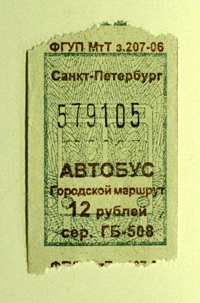 ФГУП МтТ з.207-06
Санкт-Петербург
579105
АВТОБУС
Городской маршрут
12 рублей
сер. ГБ-508